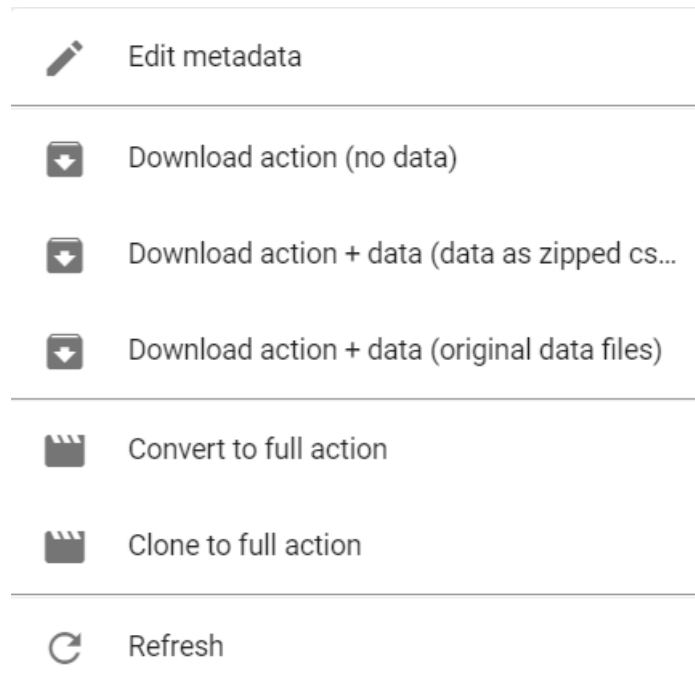 Edit metadata
Download action (no data)
Download action + data (data as zipped cs...
Download action + data (original data files)
Convert to full action
Clone to full action
Refresh